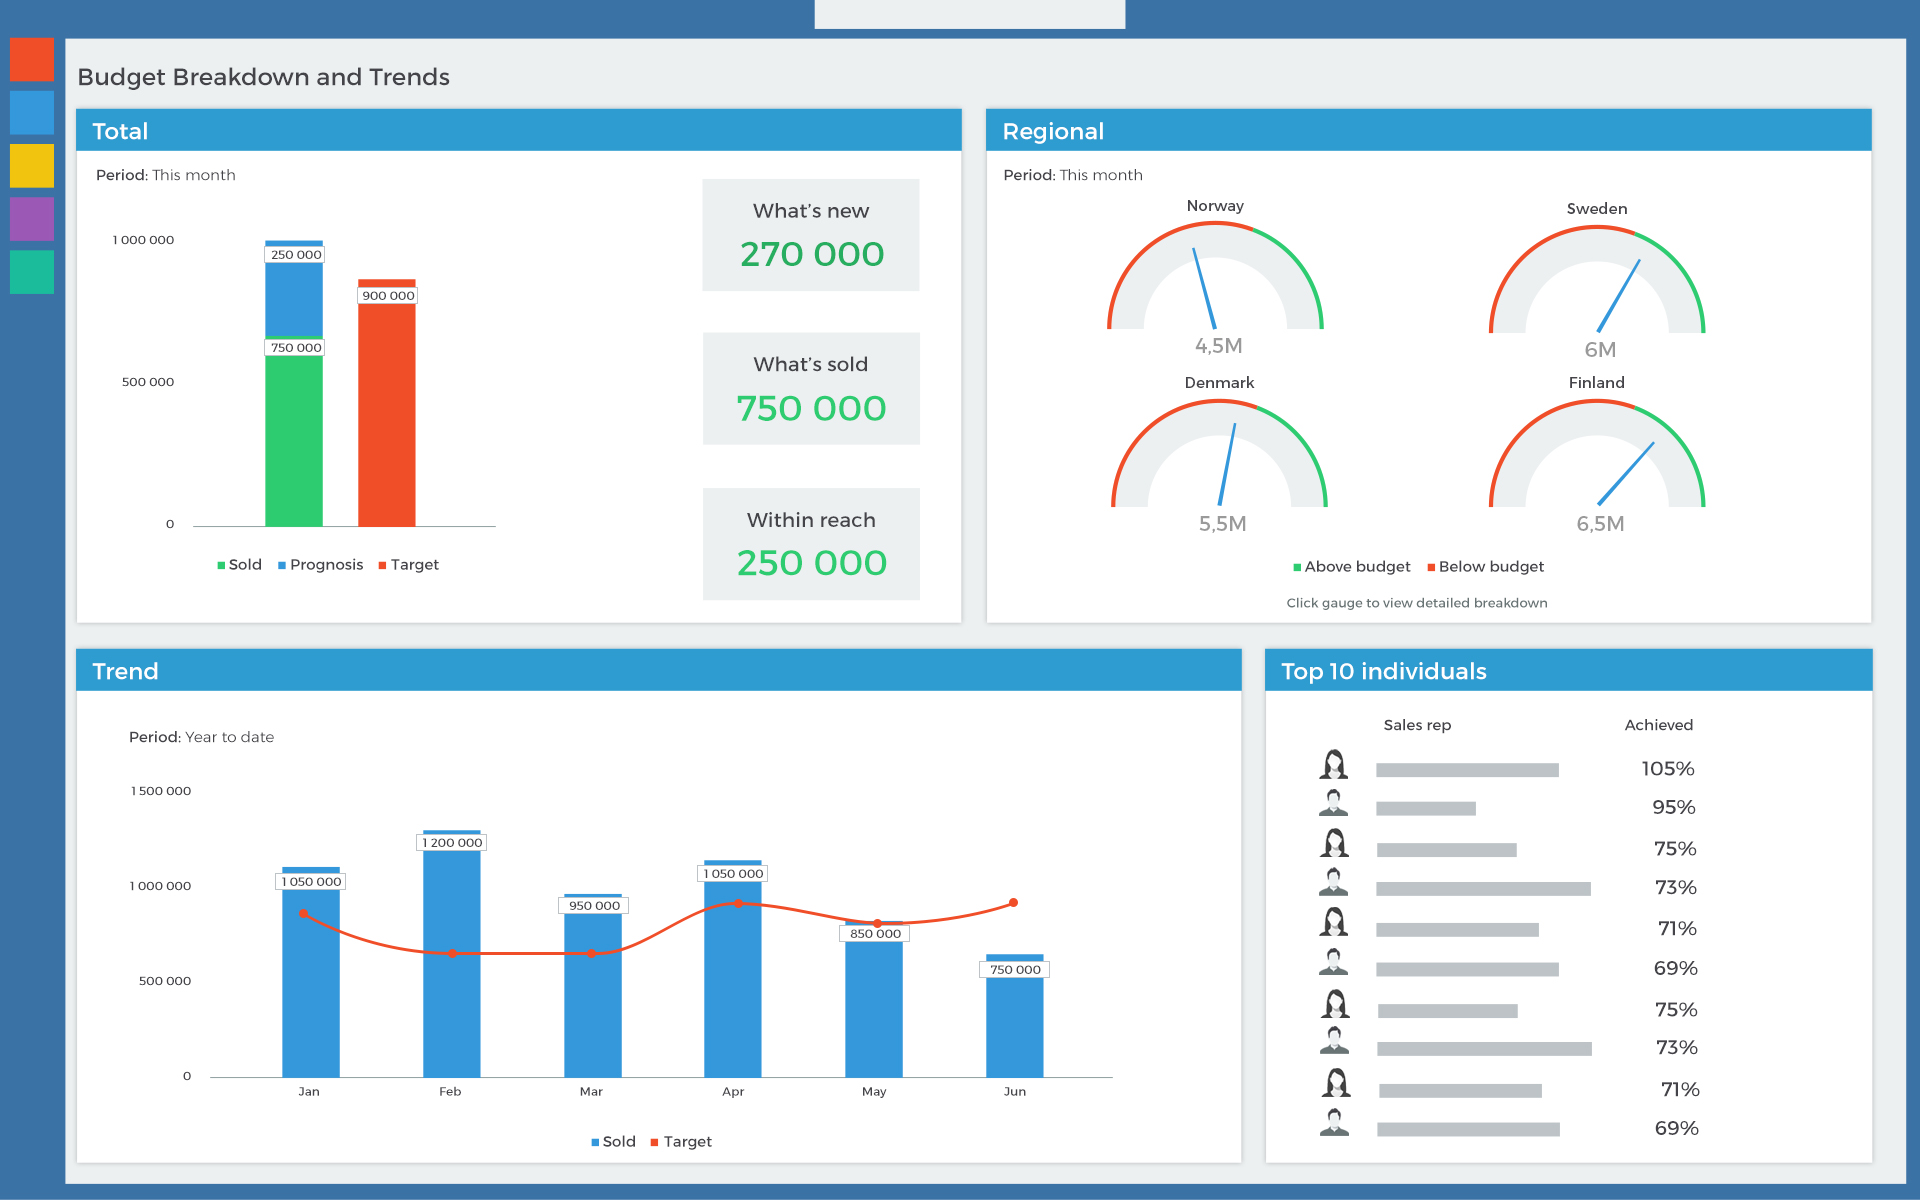 Budget Breakdown and Trends
Total
Period: This month
1 000 000
500 000
0
250 000
750 000
900 000
Sold Prognosis Target
What's new
270 000
What's sold
750 000
Within reach
250 000
Regional
Period: This month
Norway
4,5M
Sweden
6M
Denmark
5,5M
Finland
6,5M
Above budget Below budget
Click gauge to view detailed breakdown
Trend
Period: Year to date
1 500 000
1 000 000
500 000
0
1 050 000
1 200 000
950 000
1 050 000
850 000
750 000
Jan Feb Mar Apr May Jun
Sold Target
Top 10 individuals
Sales rep Achieved
105%
95%
75%
73%
71%
69%
75%
73%
71%
69%